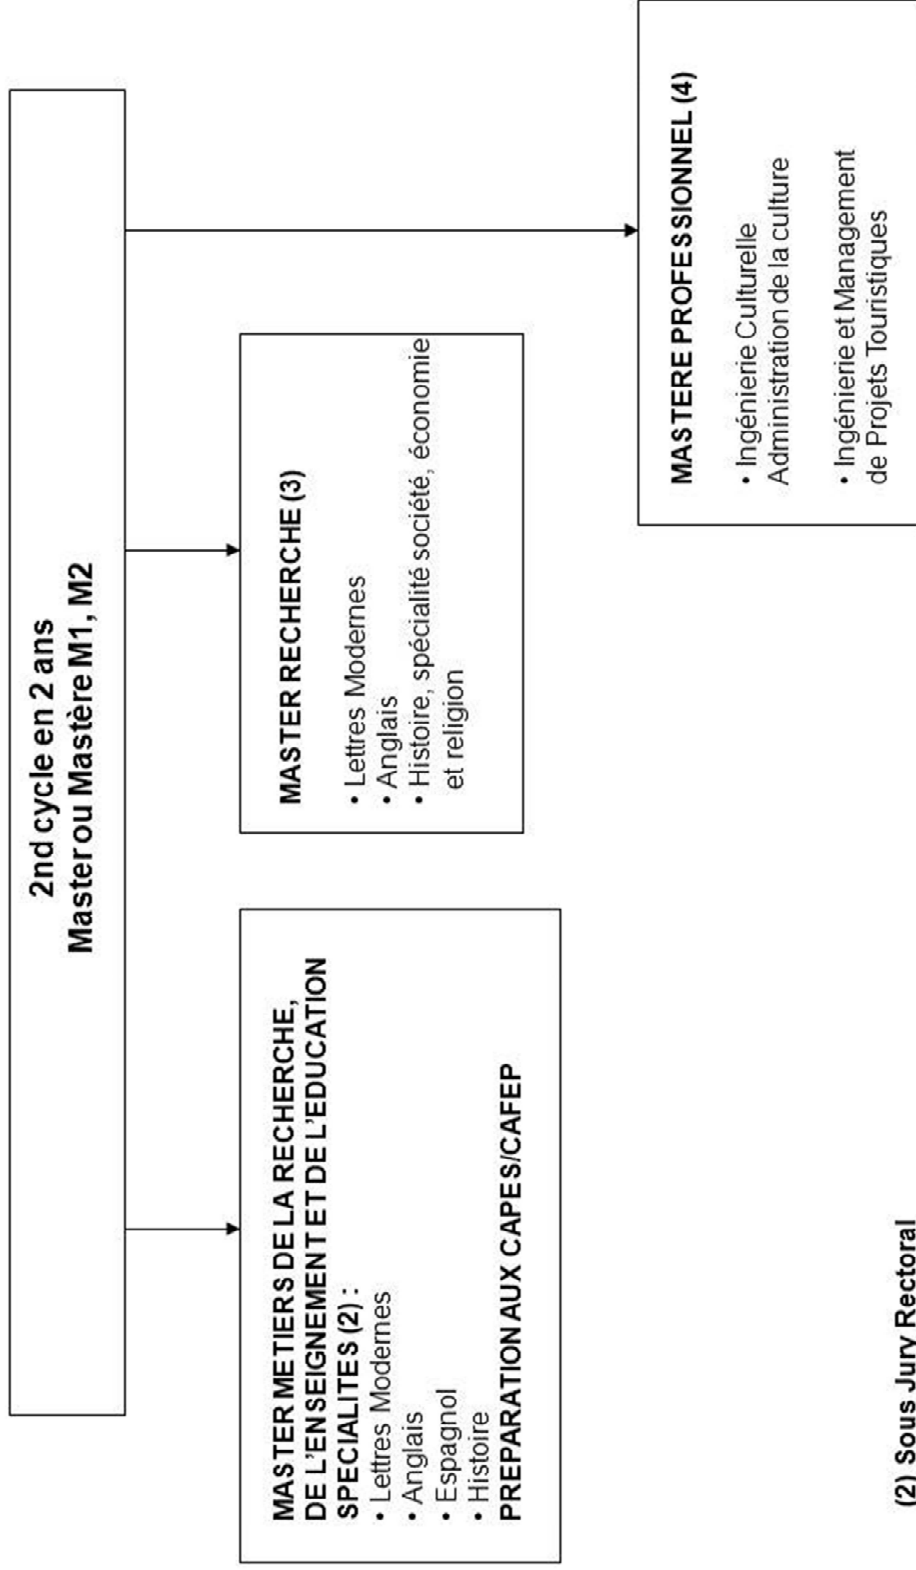 2nd cycle en 2 ans
Master ou Mastère M1, M2
MASTER METIERS DE LA RECHERCHE,
DE L'ENSEIGNEMENT ET DE L'EDUCATION
SPECIALITES (2) :
• Lettres Modernes
• Anglais
• Espagnol
• Histoire
PREPARATION AUX CAPES/CAFEP
MASTER RECHERCHE (3)
• Lettres Modernes
• Anglais
• Histoire, spécialité société, économie
et religion
MASTERE PROFESSIONNEL (4)
• Ingénierie Culturelle
Administration de la culture
• Ingénierie et Management
de Projets Touristiques
(2) Sous Jury Rectoral